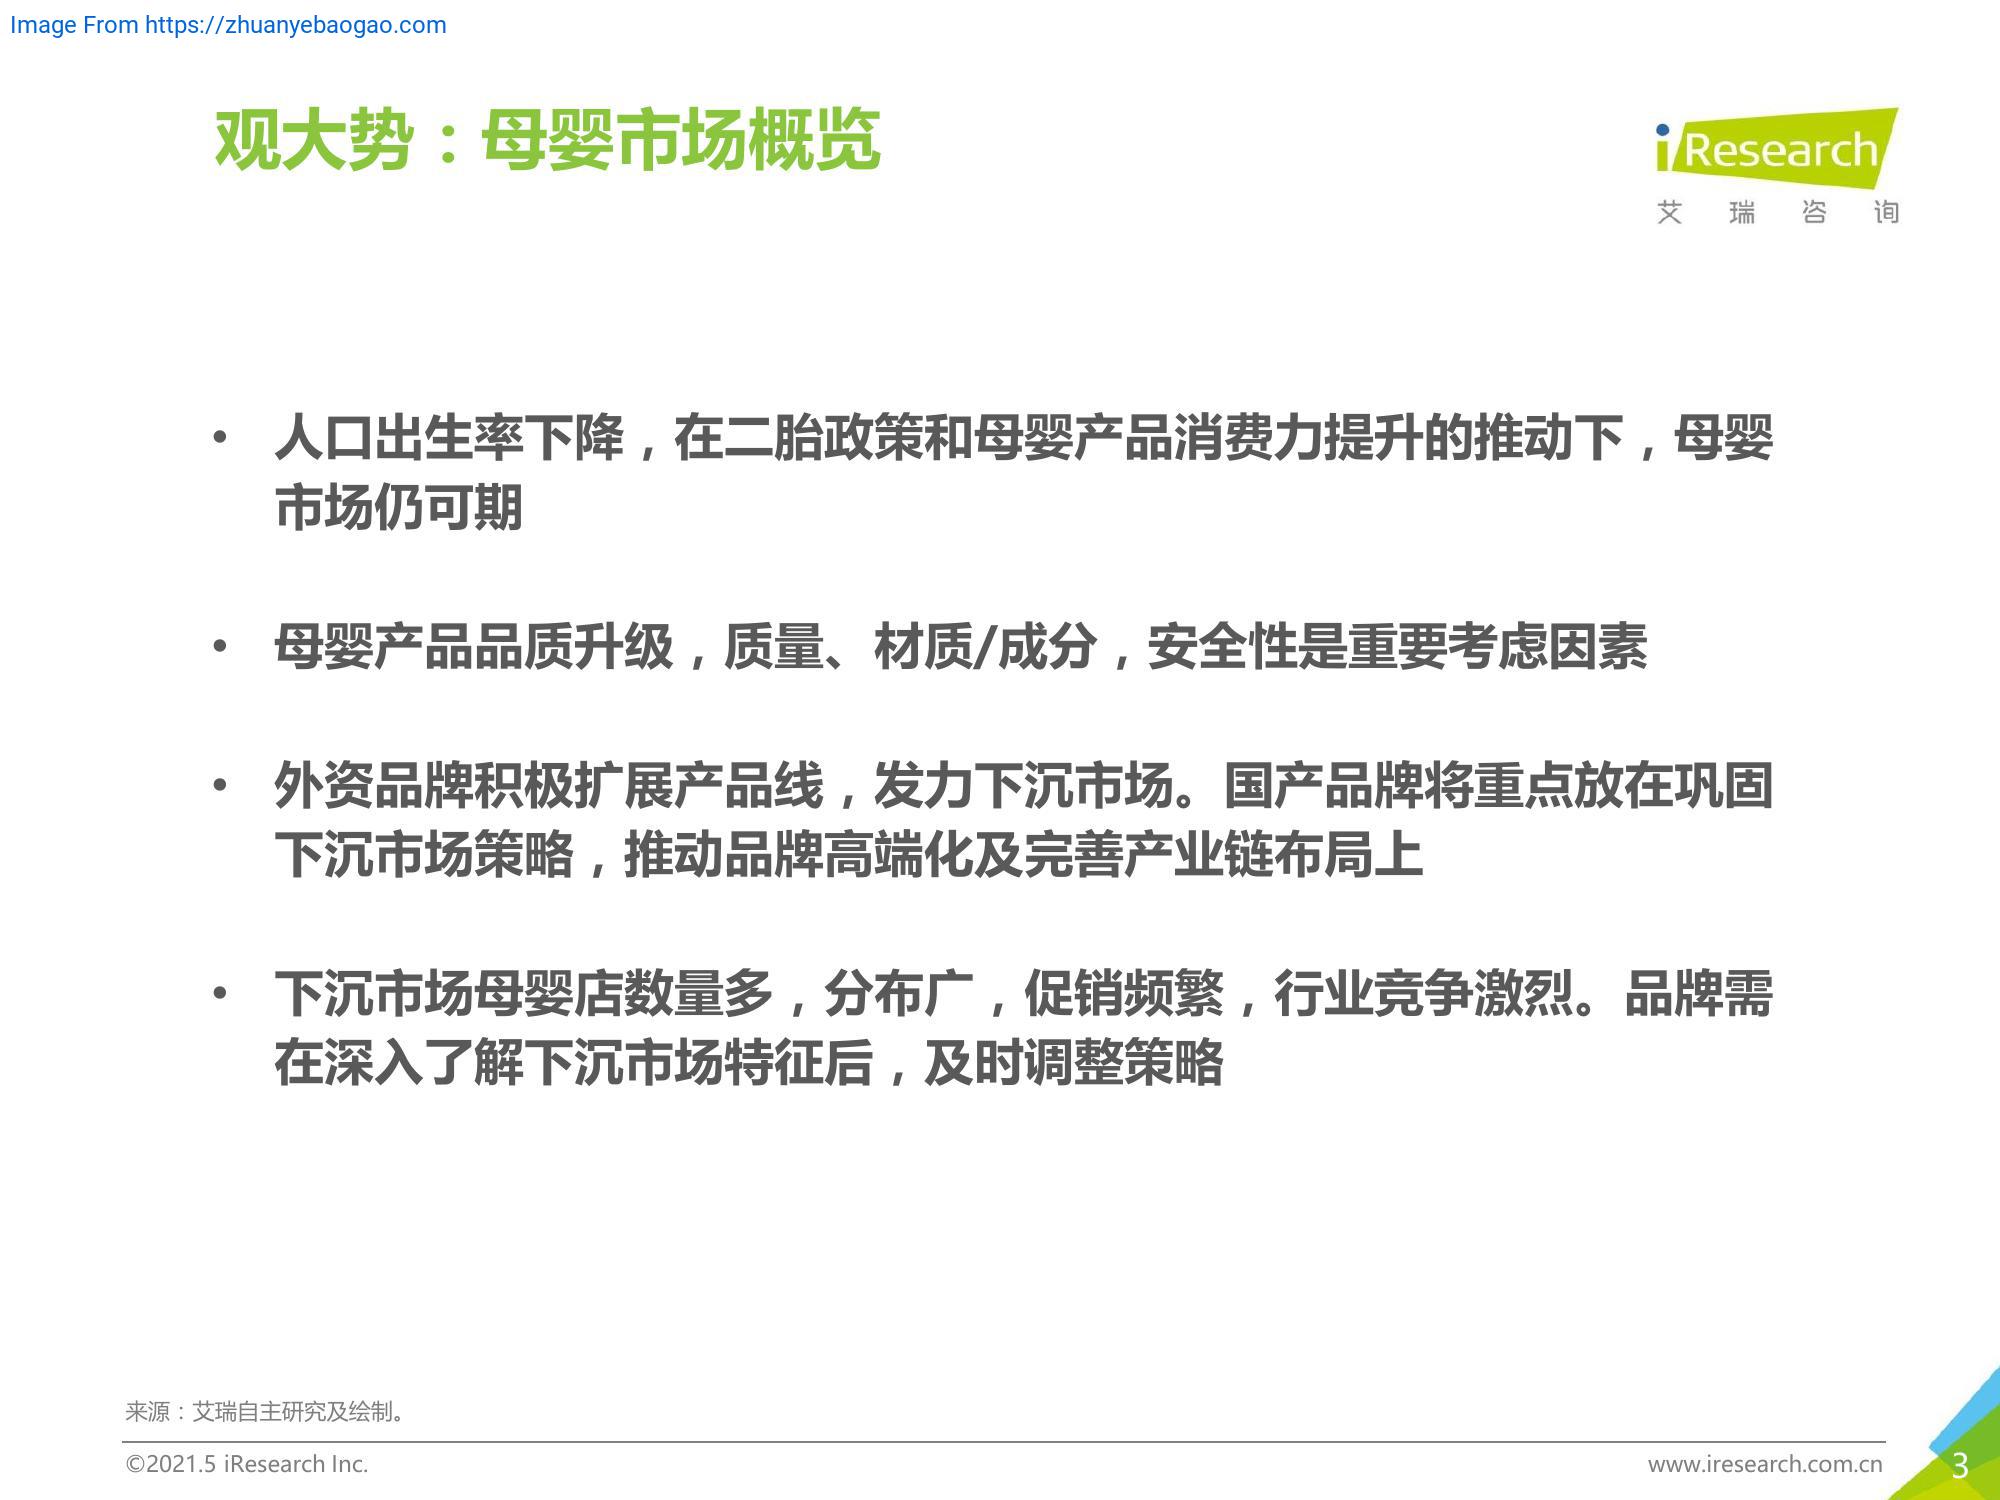 Image From https://zhuanyebaogao.com
观大势：母婴市场概览
iResearch
艾瑞咨询
• 人口出生率下降，在二胎政策和母婴产品消费力提升的推动下，母婴
市场仍可期
• 母婴产品品质升级，质量、材质/成分，安全性是重要考虑因素
• 外资品牌积极扩展产品线，发力下沉市场。国产品牌将重点放在巩固
下沉市场策略，推动品牌高端化及完善产业链布局上
• 下沉市场母婴店数量多，分布广，促销频繁，行业竞争激烈。品牌需
在深入了解下沉市场特征后，及时调整策略
来源：艾瑞自主研究及绘制。
©2021.5 iResearch Inc.
www.iresearch.com.cn
3